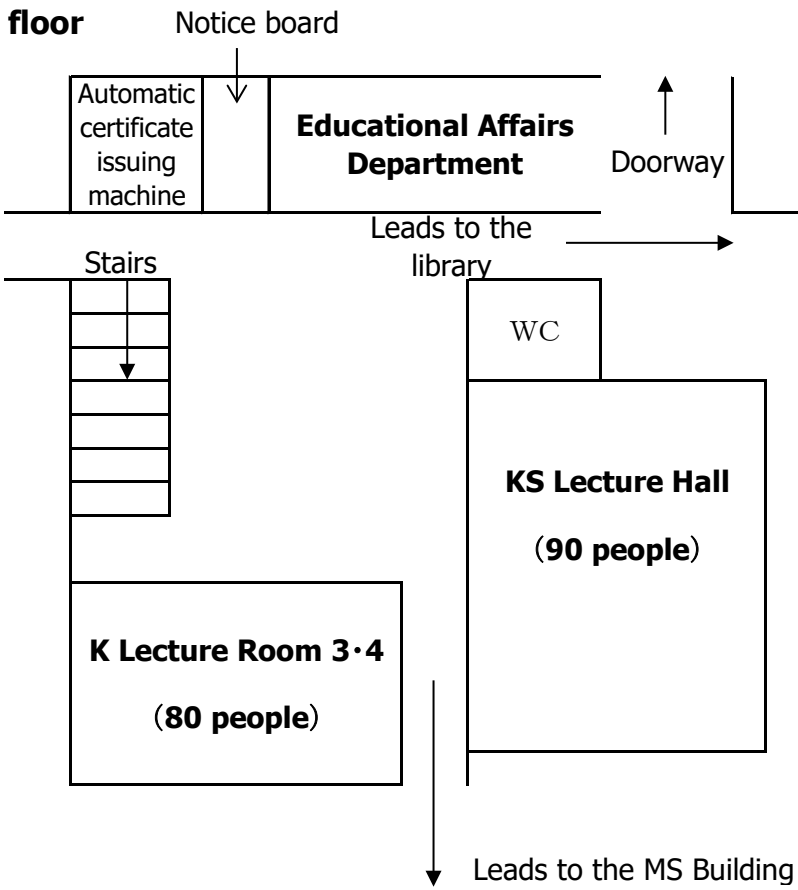 floor
Notice board
Automatic
certificate
issuing
machine
Educational Affairs
Department
Doorway
Leads to the
library
Stairs
WC
KS Lecture Hall
（90 people）
K Lecture Room 3･4
（80 people）
Leads to the MS Building